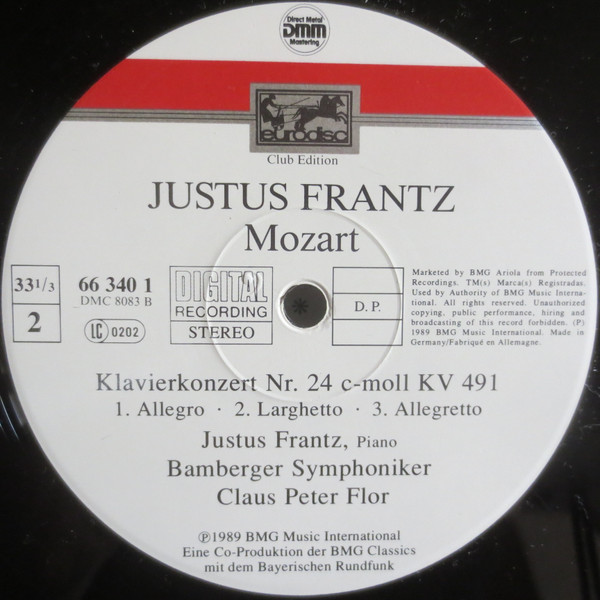 Direct Metal
DMM
Mastering
eurodisc
Club Edition
JUSTUS FRANTZ
Mozart
33 1/3
2
66 340 1
DMC 8083 B
LC 0202
DIGITAL
RECORDING
STEREO
D. P.
Marketed by BMG Ariola from Protected
Recordings. TM(s) Marca(s) Registradas.
Used by Authority of BMG Music Interna-
tional. All rights reserved. Unauthorized
copying, public performance, hiring and
broadcasting of this record forbidden. (P)
1989 BMG Music International. Made in
Germany/Fabriqué en Allemagne.
Klavierkonzert Nr. 24 c-moll KV 491
1. Allegro · 2. Larghetto · 3. Allegretto
Justus Frantz, Piano
Bamberger Symphoniker
Claus Peter Flor
℗1989 BMG Music International
Eine Co-Produktion der BMG Classics
mit dem Bayerischen Rundfunk